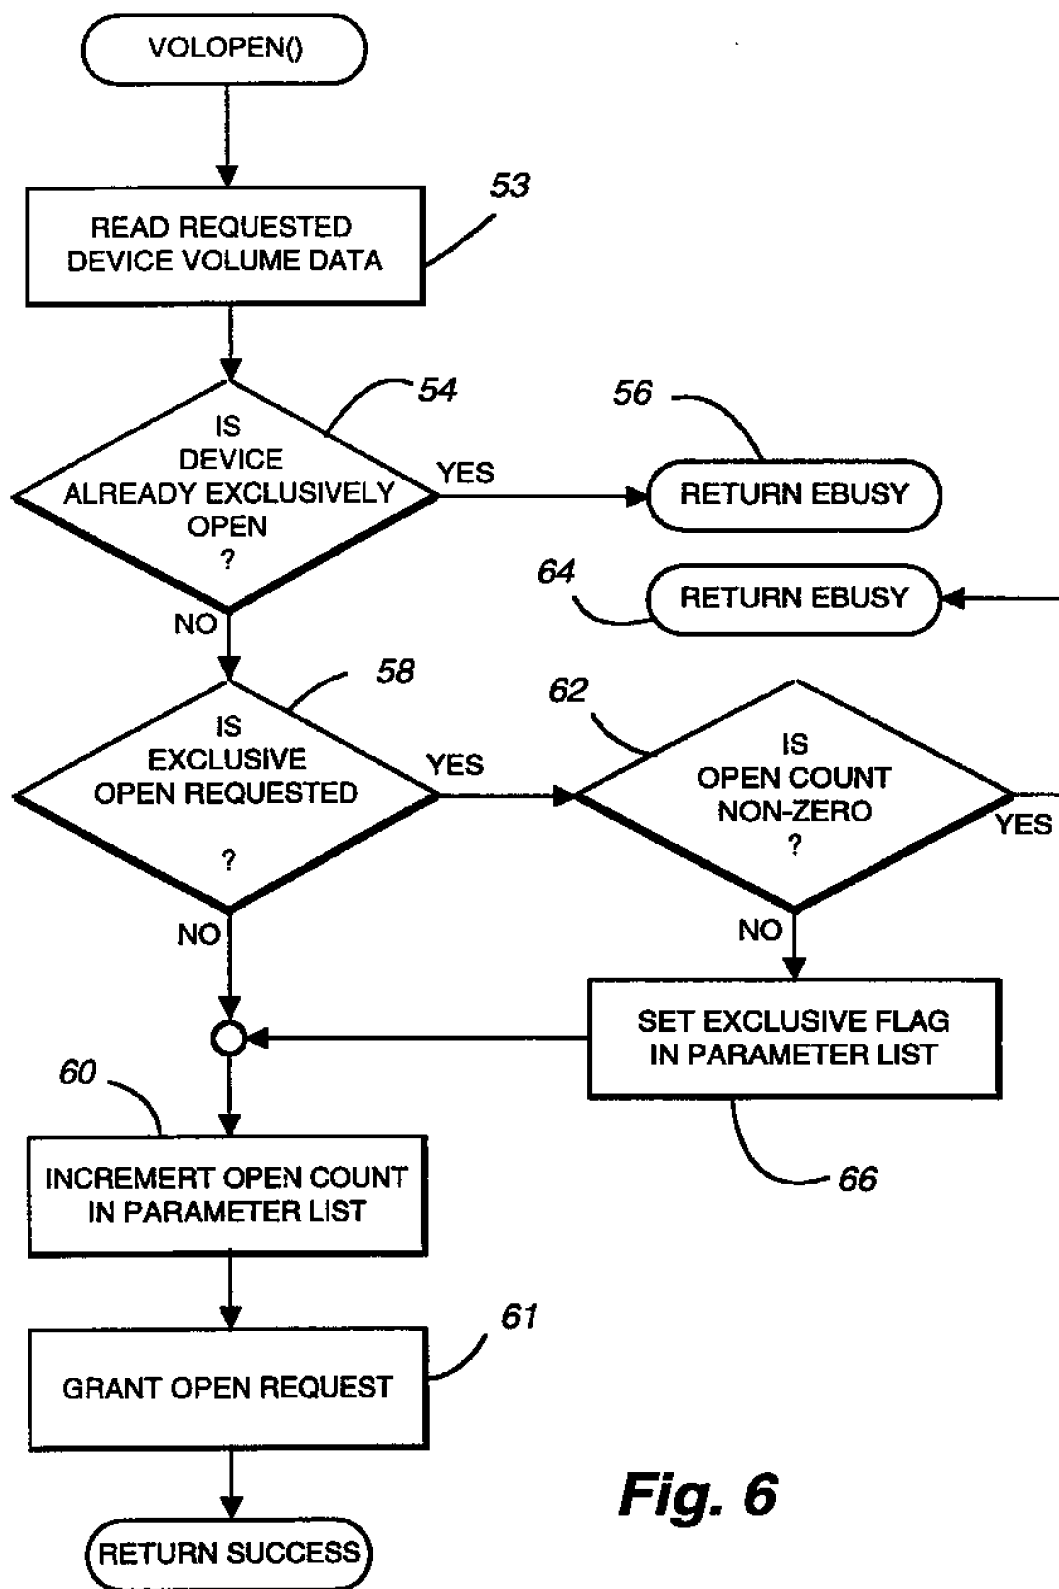 VOLOPEN()
53
READ REQUESTED
DEVICE VOLUME DATA
54
IS
DEVICE
ALREADY EXCLUSIVELY
OPEN
?
YES
56
RETURN EBUSY
NO
64
RETURN EBUSY
58
IS
EXCLUSIVE
OPEN REQUESTED
?
YES
62
IS
OPEN COUNT
NON-ZERO
?
YES
NO
NO
SET EXCLUSIVE FLAG
IN PARAMETER LIST
66
60
INCREMERT OPEN COUNT
IN PARAMETER LIST
61
GRANT OPEN REQUEST
RETURN SUCCESS
Fig. 6